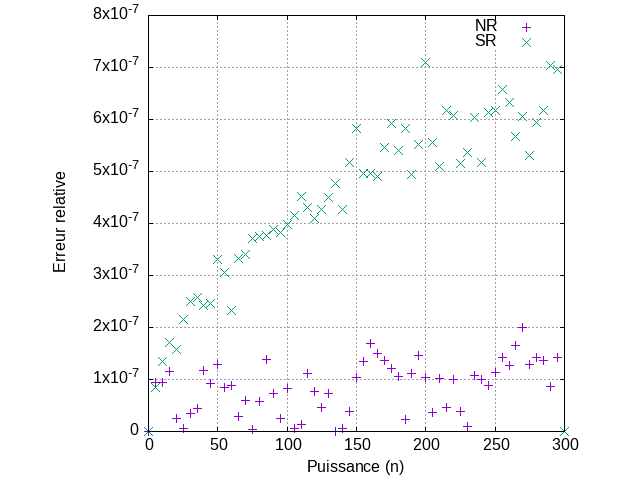 8x10-7
7x10-7
6x10-7
5x10-7
4x10-7
3x10-7
2x10-7
1x10-7
0
0
50
100
150
200
250
300
Erreur relative
Puissance (n)
NR
SR